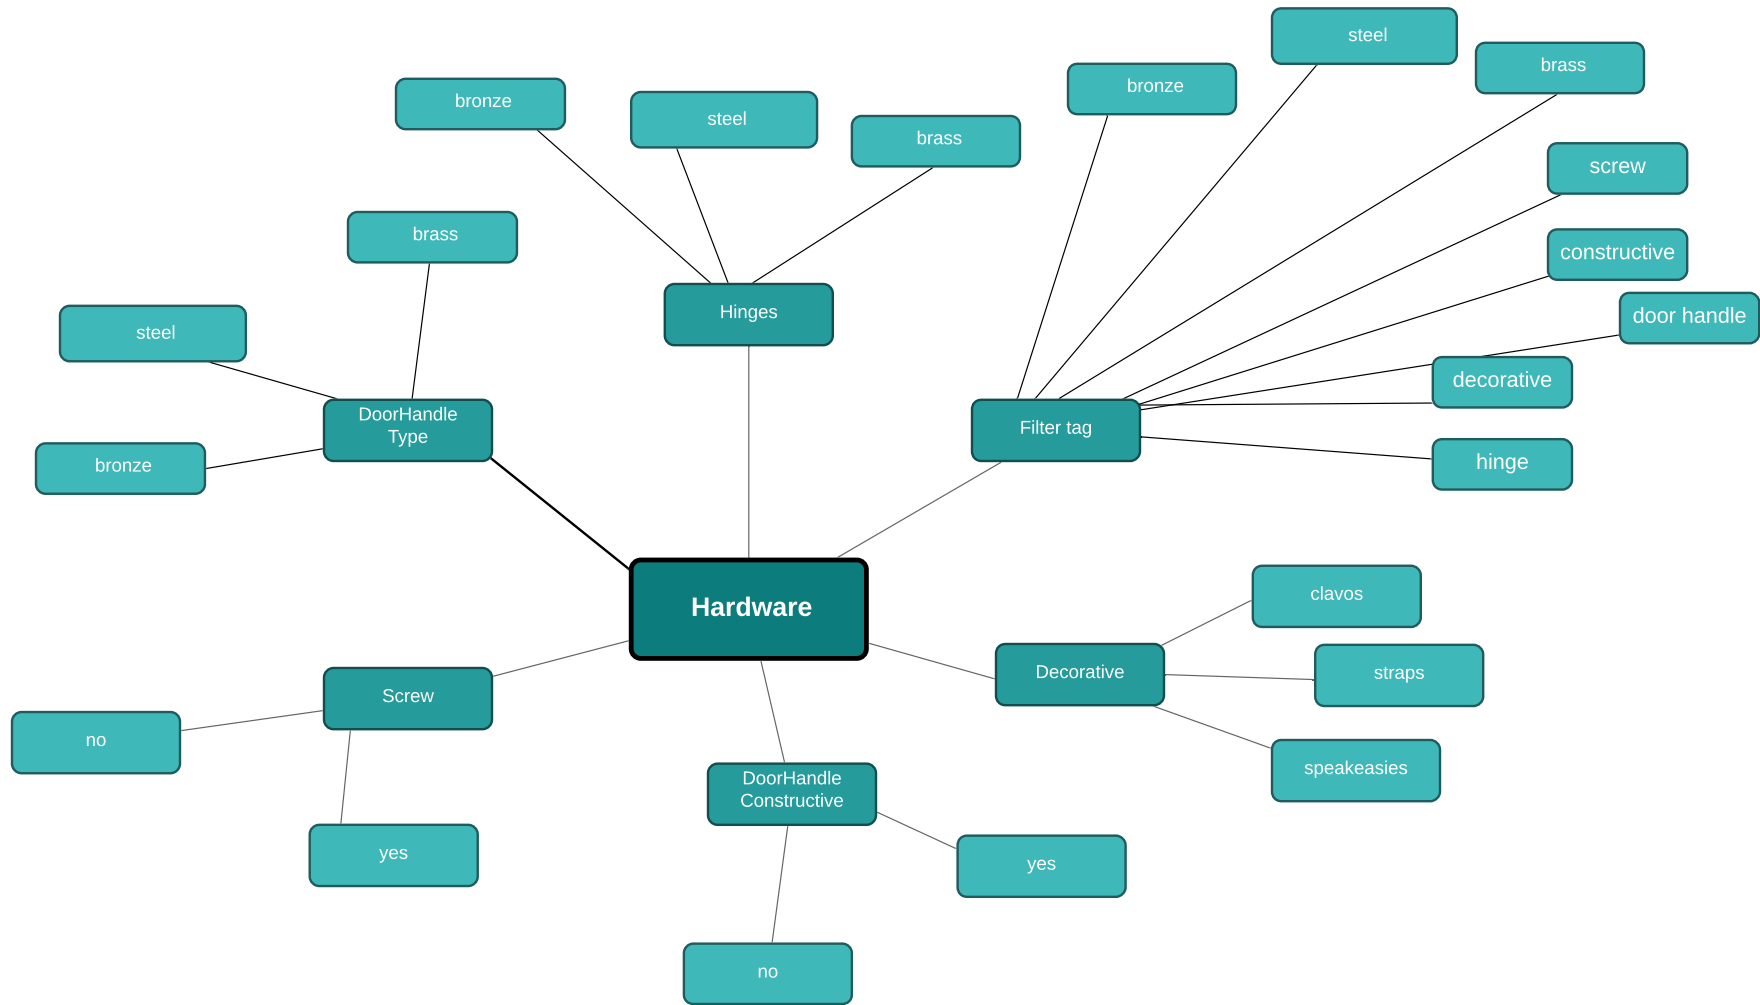 steel
brass
bronze
bronze
steel
brass
screw
brass
constructive
Hinges
door handle
steel
decorative
DoorHandle
Type
Filter tag
bronze
hinge
Hardware
clavos
Decorative
straps
Screw
no
speakeasies
DoorHandle
Constructive
yes
yes
no